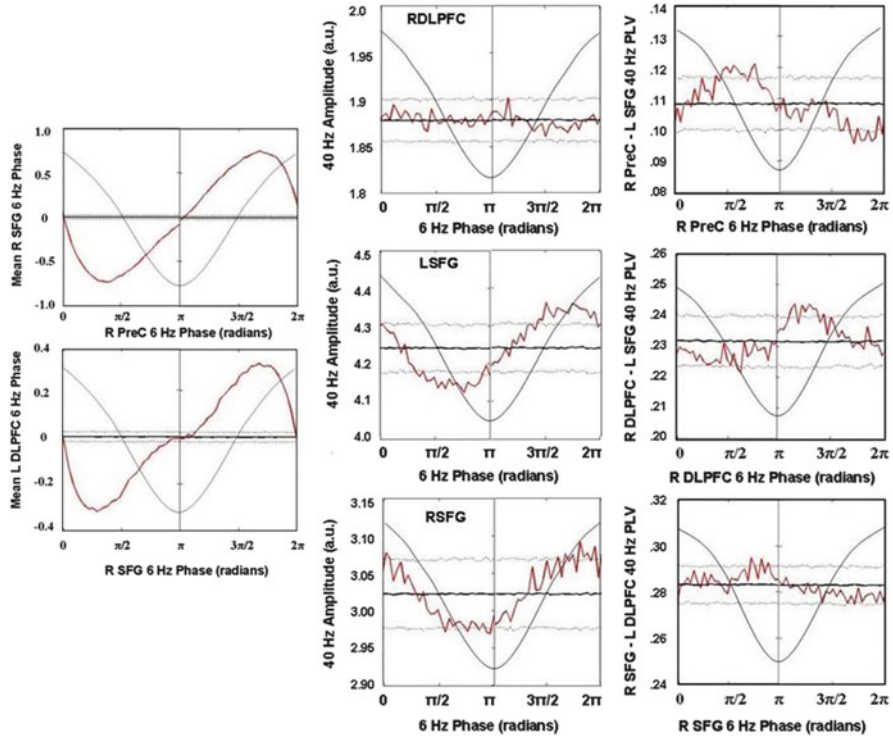 Mean R SFG 6 Hz Phase
1.0
0.5
0
-0.5
-1.0
0 π/2 π 3π/2 2π
R PreC 6 Hz Phase (radians)
Mean L DLPFC 6 Hz Phase
0.4
0.2
0
-0.2
-0.4
0 π/2 π 3π/2 2π
R SFG 6 Hz Phase (radians)
RDLPFC
40 Hz Amplitude (a.u.)
2.0
1.95
1.9
1.85
1.8
0 π/2 π 3π/2 2π
6 Hz Phase (radians)
LSFG
40 Hz Amplitude (a.u.)
4.5
4.4
4.3
4.2
4.1
4.0
0 π/2 π 3π/2 2π
6 Hz Phase (radians)
RSFG
40 Hz Amplitude (a.u.)
3.15
3.10
3.05
3.00
2.95
2.90
0 π/2 π 3π/2 2π
6 Hz Phase (radians)
R PreC - L SFG 40 Hz PLV
.14
.13
.12
.11
.10
.09
.08
0 π/2 π 3π/2 2π
R PreC 6 Hz Phase (radians)
R DLPFC - L SFG 40 Hz PLV
.26
.25
.24
.23
.22
.21
.20
0 π/2 π 3π/2 2π
R DLPFC 6 Hz Phase (radians)
R SFG - L DLPFC 40 Hz PLV
.32
.30
.28
.26
.24
0 π/2 π 3π/2 2π
R SFG 6 Hz Phase (radians)